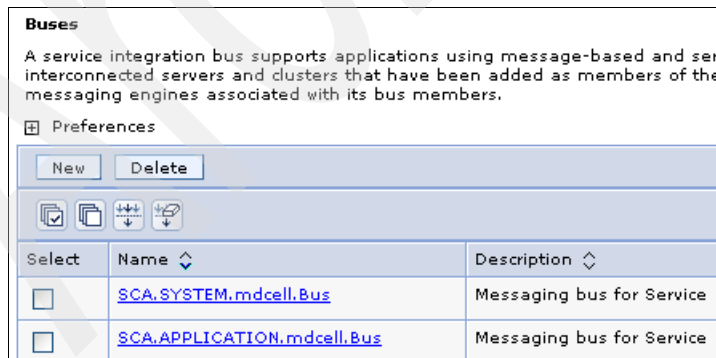 Buses
A service integration bus supports applications using message-based and ser
interconnected servers and clusters that have been added as members of the
messaging engines associated with its bus members.
Preferences
New Delete
Select Name Description
SCA.SYSTEM.mdcell.Bus Messaging bus for Service
SCA.APPLICATION.mdcell.Bus Messaging bus for Service